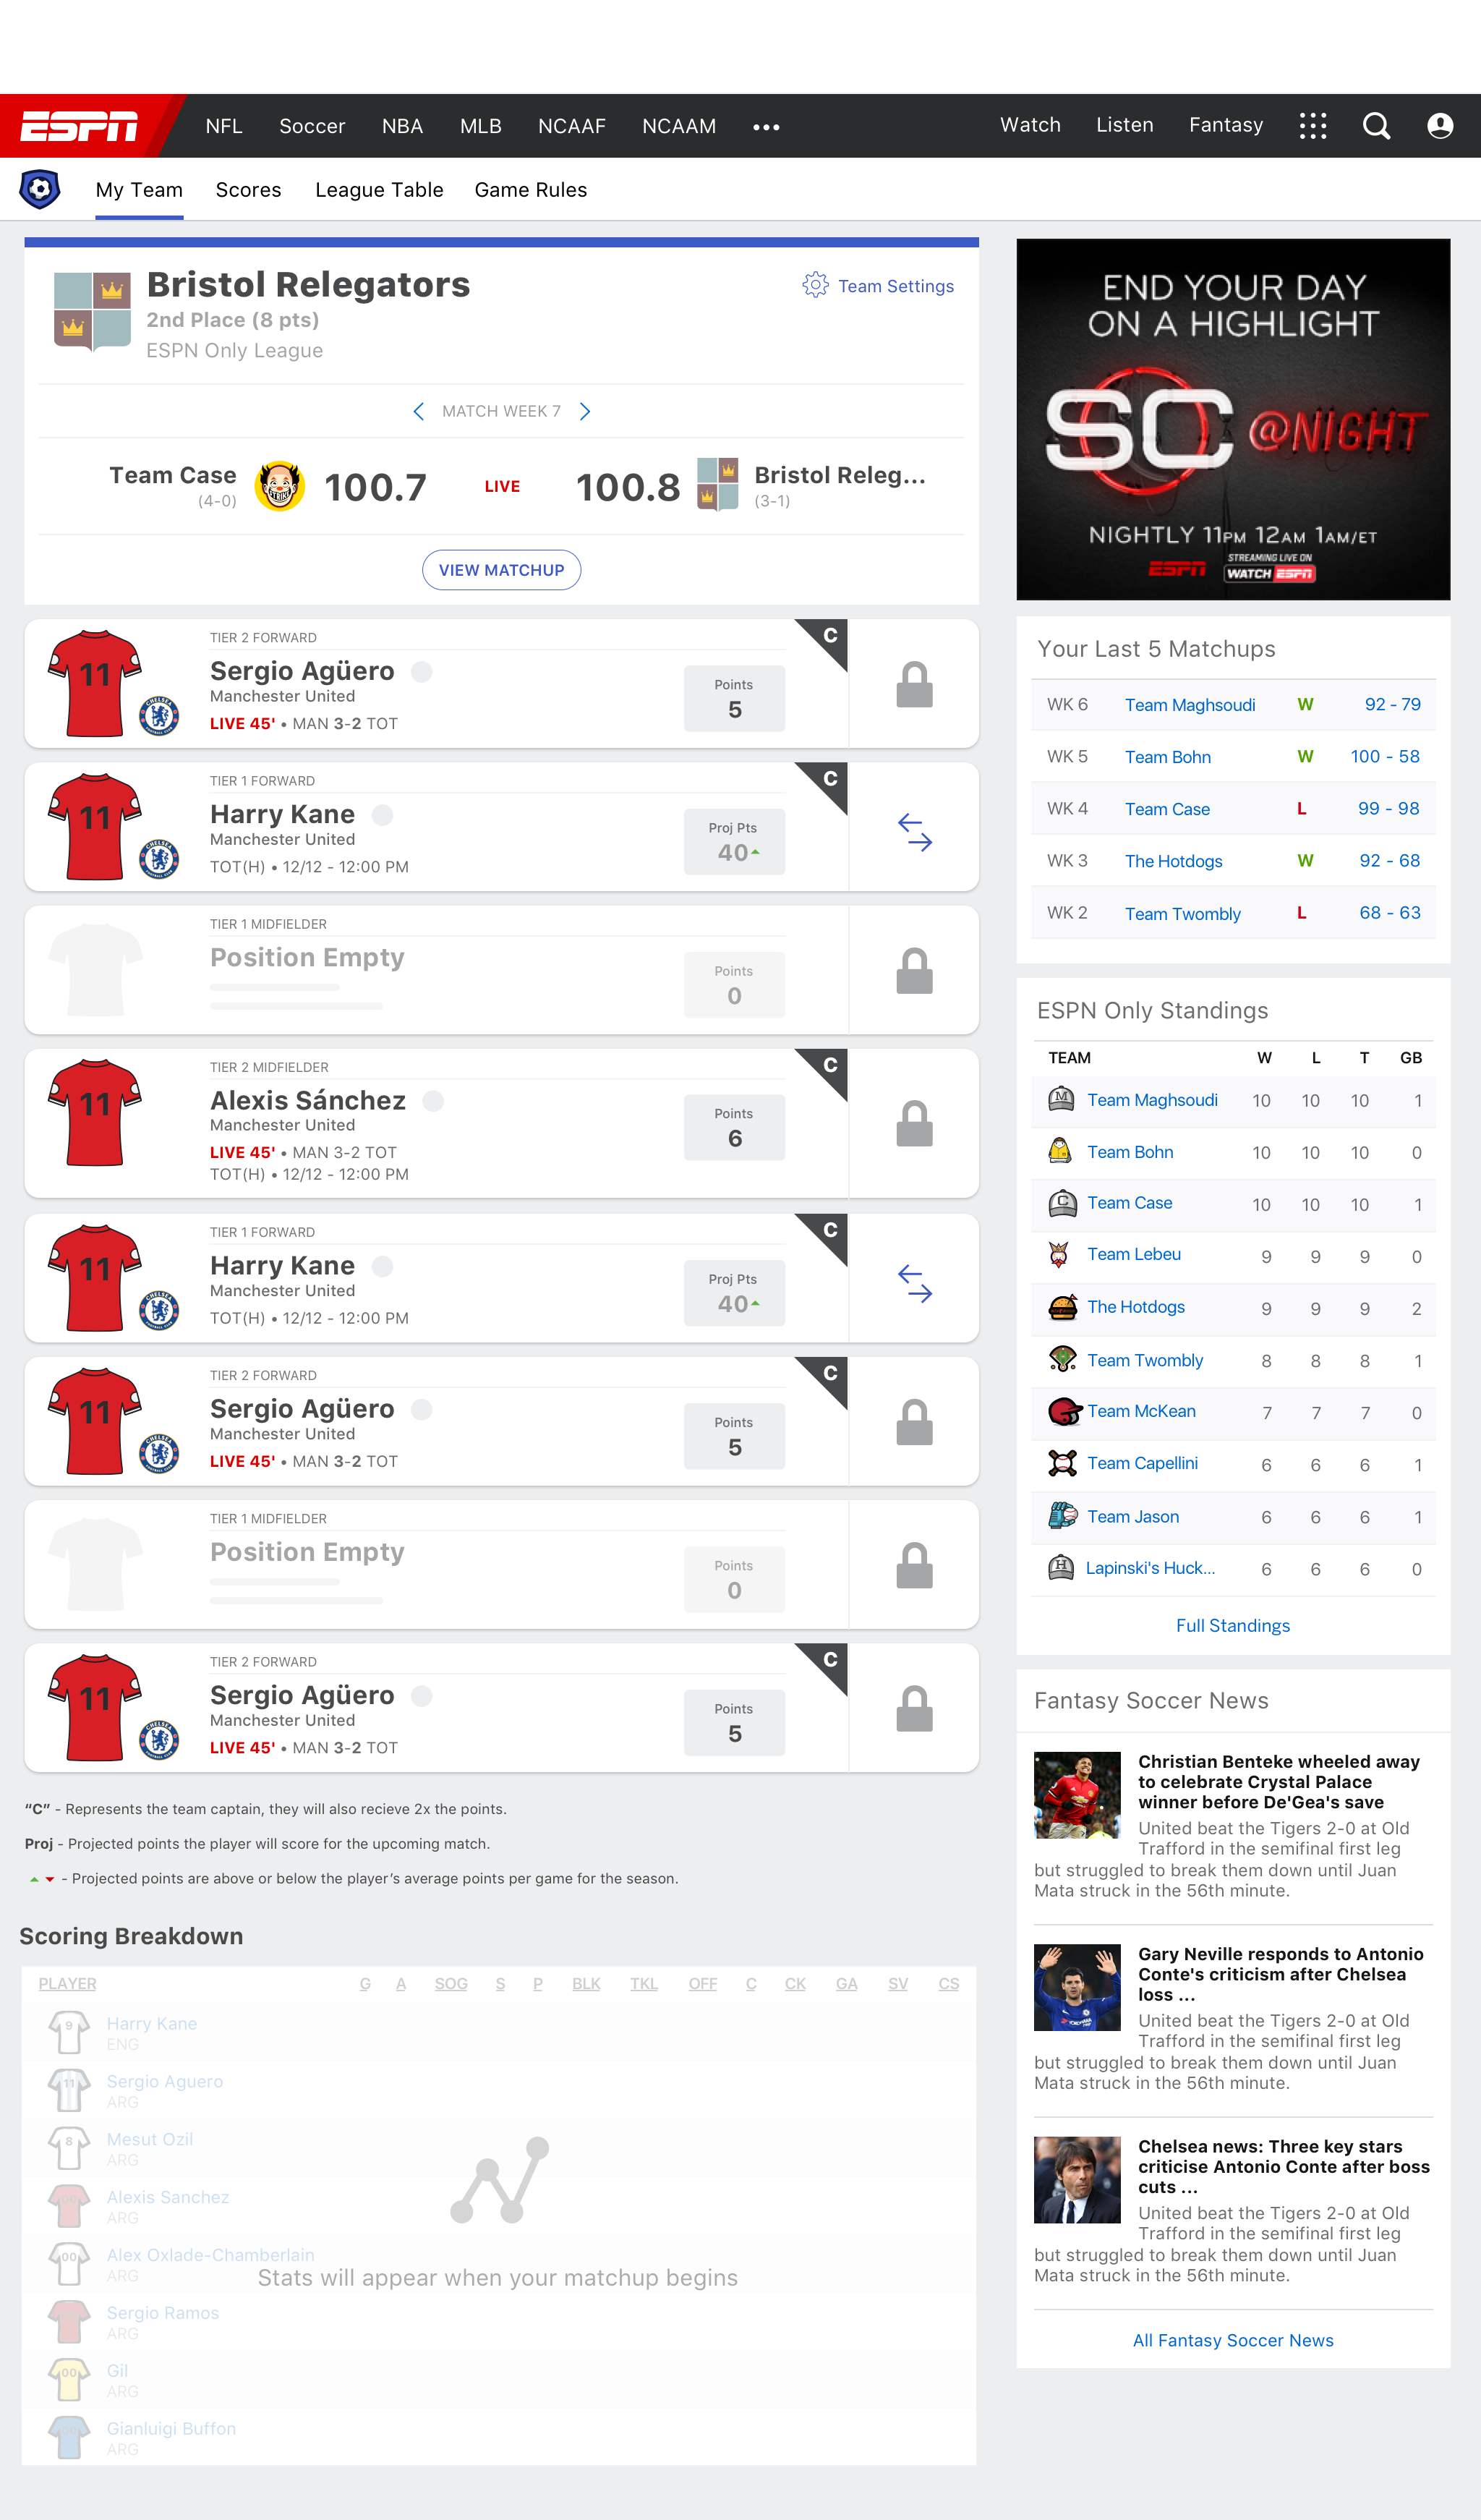 ESPN
NFL Soccer NBA MLB NCAAF NCAAM ••• Watch Listen Fantasy
My Team Scores League Table Game Rules
Bristol Relegators
2nd Place (8 pts)
ESPN Only League
Team Settings
MATCH WEEK 7
Team Case
(4-0)
STRIKE
100.7
LIVE
100.8
Bristol Releg...
(3-1)
VIEW MATCHUP
11
TIER 2 FORWARD
Sergio Agüero
Manchester United
LIVE 45' • MAN 3-2 TOT
Points
5
C
11
TIER 1 FORWARD
Harry Kane
Manchester United
TOT(H) • 12/12 - 12:00 PM
Proj Pts
40
C
TIER 1 MIDFIELDER
Position Empty
Points
0
11
TIER 2 MIDFIELDER
Alexis Sánchez
Manchester United
LIVE 45' • MAN 3-2 TOT
TOT(H) • 12/12 - 12:00 PM
Points
6
C
11
TIER 1 FORWARD
Harry Kane
Manchester United
TOT(H) • 12/12 - 12:00 PM
Proj Pts
40
C
11
TIER 2 FORWARD
Sergio Agüero
Manchester United
LIVE 45' • MAN 3-2 TOT
Points
5
C
TIER 1 MIDFIELDER
Position Empty
Points
0
11
TIER 2 FORWARD
Sergio Agüero
Manchester United
LIVE 45' • MAN 3-2 TOT
Points
5
C
“C” - Represents the team captain, they will also recieve 2x the points.
Proj - Projected points the player will score for the upcoming match.
- Projected points are above or below the player’s average points per game for the season.
Scoring Breakdown
PLAYER G A SOG S P BLK TKL OFF C CK GA SV CS
9
Harry Kane
ENG
11
Sergio Aguero
ARG
8
Mesut Ozil
ARG
Alexis Sanchez
ARG
00
Alex Oxlade-Chamberlain
ARG
Stats will appear when your matchup begins
Sergio Ramos
ARG
00
Gil
ARG
Gianluigi Buffon
ARG
END YOUR DAY
ON A HIGHLIGHT
SC @NIGHT
NIGHTLY 11PM 12AM 1AM/ET
ESPN
STREAMING LIVE ON
WATCH ESPN
Your Last 5 Matchups
WK 6 Team Maghsoudi W 92 - 79
WK 5 Team Bohn W 100 - 58
WK 4 Team Case L 99 - 98
WK 3 The Hotdogs W 92 - 68
WK 2 Team Twombly L 68 - 63
ESPN Only Standings
TEAM W L T GB
M Team Maghsoudi 10 10 10 1
Team Bohn 10 10 10 0
C Team Case 10 10 10 1
Team Lebeu 9 9 9 0
The Hotdogs 9 9 9 2
Team Twombly 8 8 8 1
Team McKean 7 7 7 0
Team Capellini 6 6 6 1
Team Jason 6 6 6 1
H Lapinski's Huck... 6 6 6 0
Full Standings
Fantasy Soccer News
Christian Benteke wheeled away
to celebrate Crystal Palace
winner before De'Gea's save
United beat the Tigers 2-0 at Old
Trafford in the semifinal first leg
but struggled to break them down until Juan
Mata struck in the 56th minute.
Gary Neville responds to Antonio
Conte's criticism after Chelsea
loss ...
United beat the Tigers 2-0 at Old
Trafford in the semifinal first leg
but struggled to break them down until Juan
Mata struck in the 56th minute.
Chelsea news: Three key stars
criticise Antonio Conte after boss
cuts ...
United beat the Tigers 2-0 at Old
Trafford in the semifinal first leg
but struggled to break them down until Juan
Mata struck in the 56th minute.
All Fantasy Soccer News